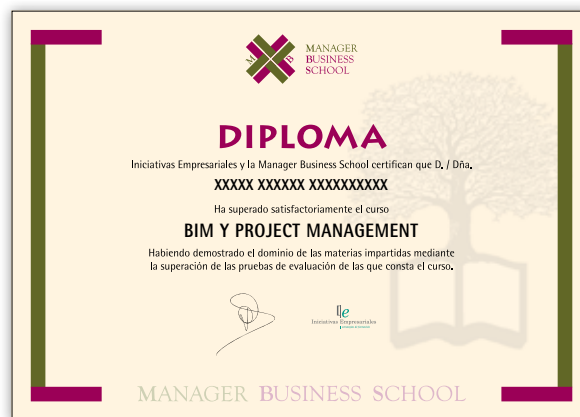 M B
MANAGER
BUSINESS
SCHOOL
DIPLOMA
Iniciativas Empresariales y la Manager Business School certifican que D. / Dña.
XXXXX XXXXXX XXXXXXXXXX
Ha superado satisfactoriamente el curso
BIM Y PROJECT MANAGEMENT
Habiendo demostrado el dominio de las materias impartidas mediante
la superación de las pruebas de evaluación de las que consta el curso.
Ile
Iniciativas Empresariales
MANAGER BUSINESS SCHOOL